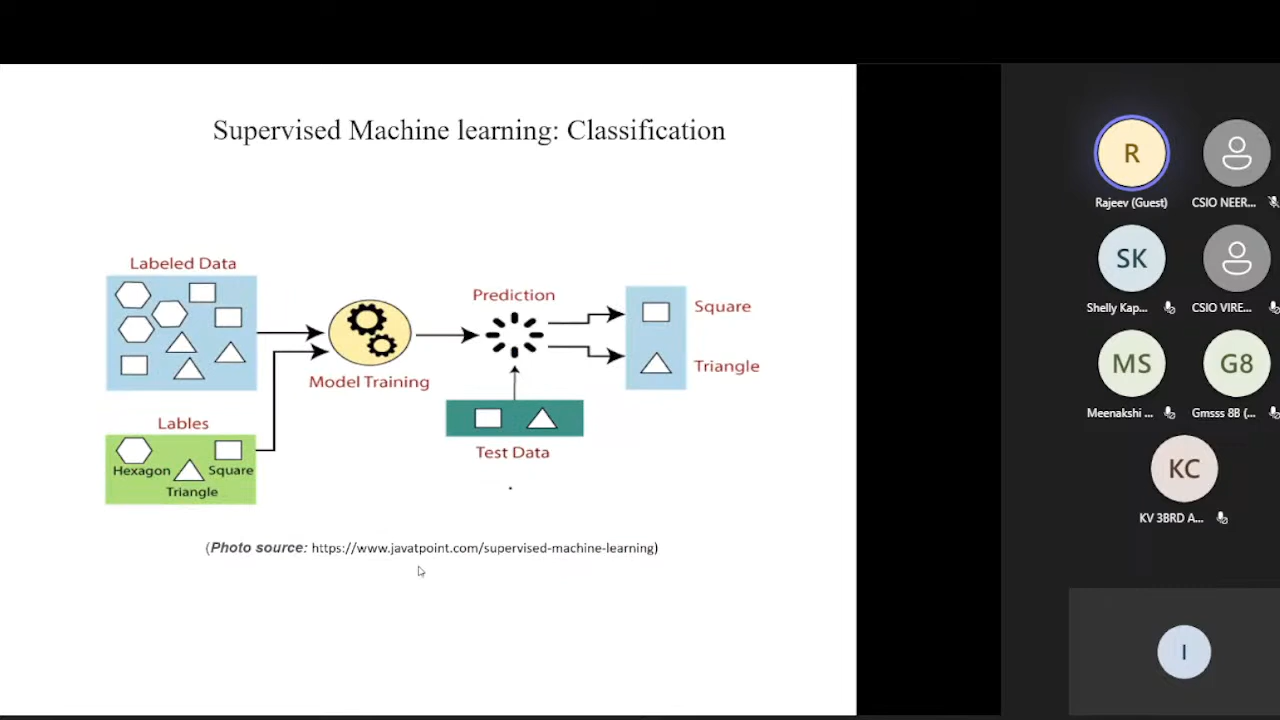 Supervised Machine learning: Classification
Labeled Data
Prediction
Square
Triangle
Model Training
Lables
Hexagon
Square
Triangle
Test Data
(Photo source: https://www.javatpoint.com/supervised-machine-learning)
R
Rajeev (Guest)
CSIO NEER...
SK
Shelly Kap...
CSIO VIRE...
MS
Meenakshi ...
G8
Gmsss 8B (...
KC
KV 3BRD A...
I